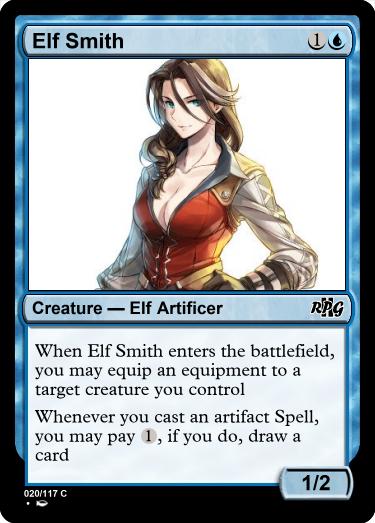 Elf Smith 1
Creature — Elf Artificer RPG
When Elf Smith enters the battlefield,
you may equip an equipment to a
target creature you control
Whenever you cast an artifact Spell,
you may pay 1, if you do, draw a
card
1/2
020/117 C